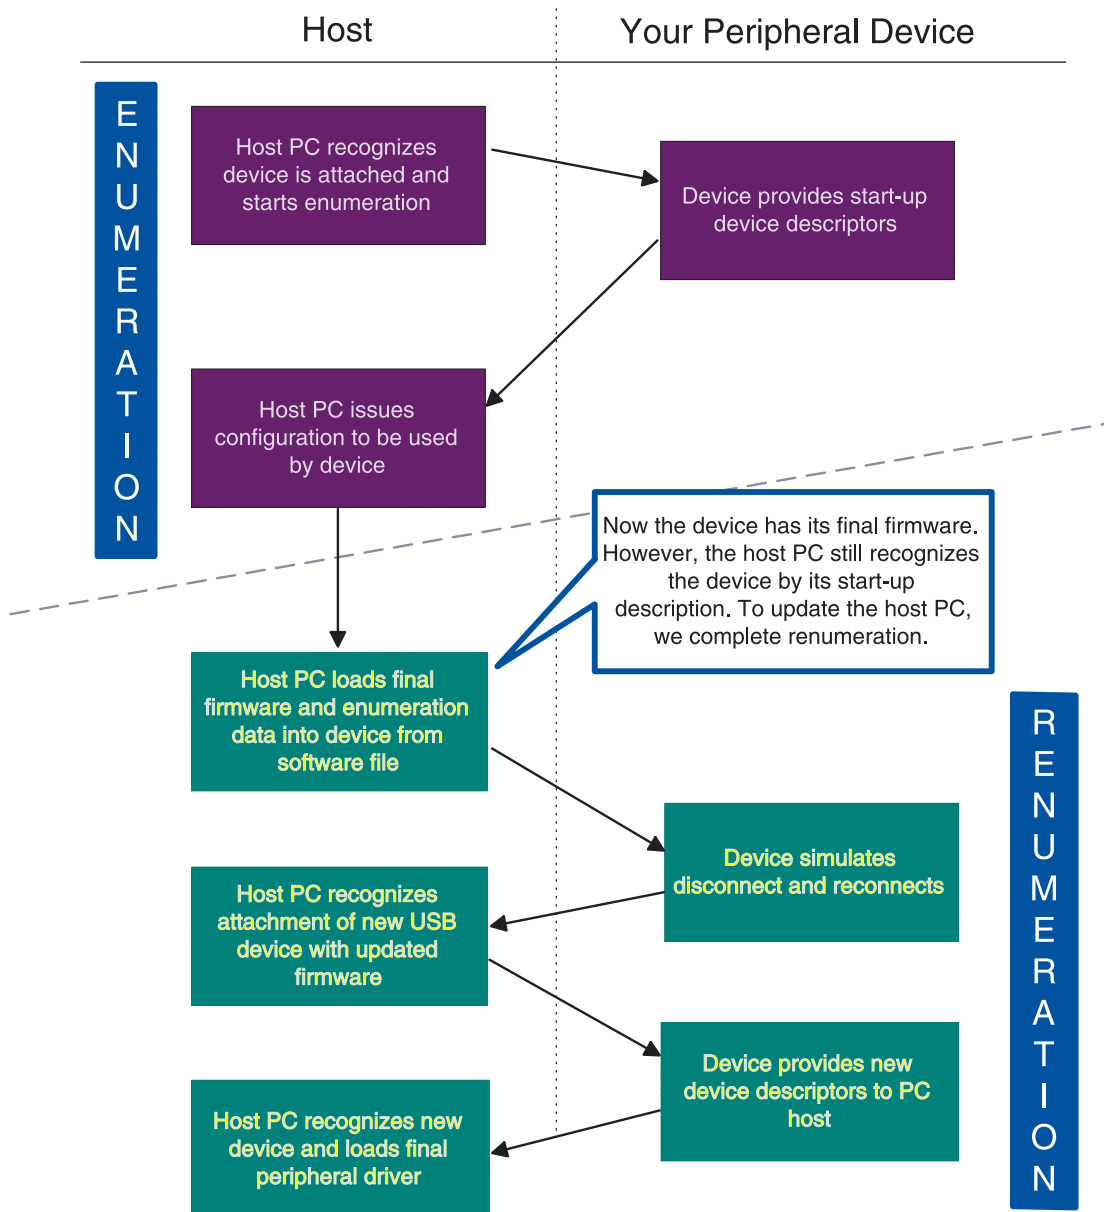 Host
Your Peripheral Device
ENUMERATION
Host PC recognizes
device is attached and
starts enumeration
Device provides start-up
device descriptors
Host PC issues
configuration to be used
by device
Now the device has its final firmware.
However, the host PC still recognizes
the device by its start-up
description. To update the host PC,
we complete renumeration.
Host PC loads final
firmware and enumeration
data into device from
software file
RENUMERATION
Device simulates
disconnect and reconnects
Host PC recognizes
attachment of new USB
device with updated
firmware
Device provides new
device descriptors to PC
host
Host PC recognizes new
device and loads final
peripheral driver